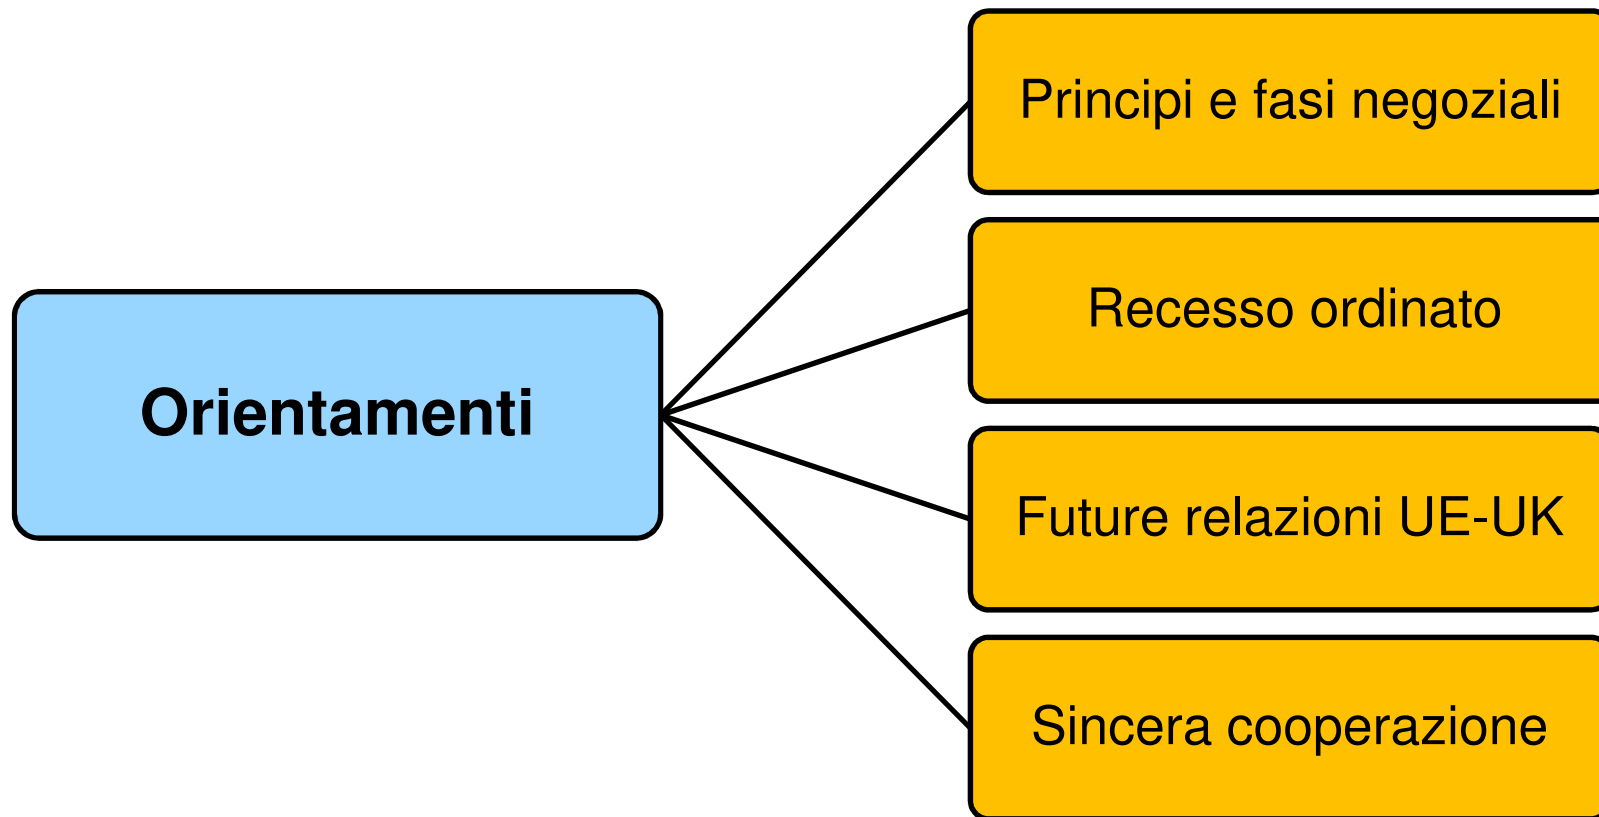 Principi e fasi negoziali
Recesso ordinato
Orientamenti
Future relazioni UE-UK
Sincera cooperazione